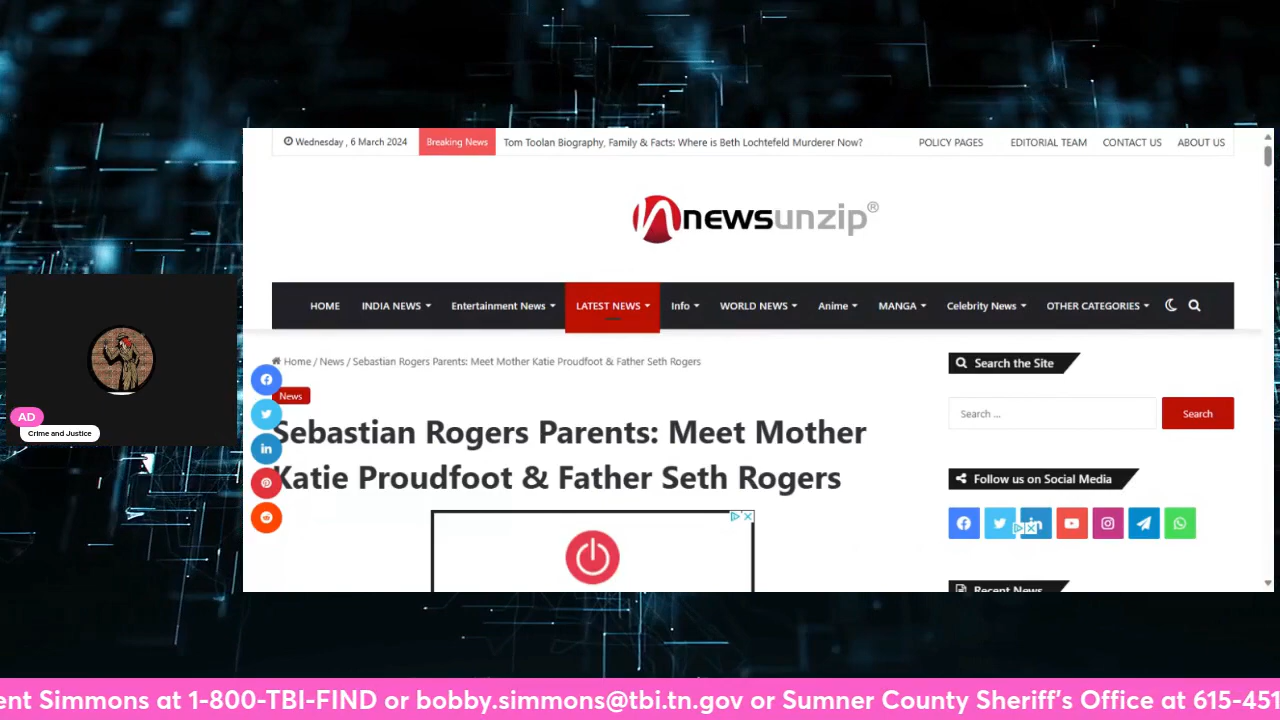 Wednesday , 6 March 2024
Breaking News
Tom Toolan Biography, Family & Facts: Where is Beth Lochtefeld Murderer Now?
POLICY PAGES
EDITORIAL TEAM
CONTACT US
ABOUT US
newsunzip®
HOME
INDIA NEWS
Entertainment News
LATEST NEWS
Info
WORLD NEWS
Anime
MANGA
Celebrity News
OTHER CATEGORIES
Home / News / Sebastian Rogers Parents: Meet Mother Katie Proudfoot & Father Seth Rogers
Search the Site
News
Search ...
Search
Sebastian Rogers Parents: Meet Mother
Katie Proudfoot & Father Seth Rogers
Follow us on Social Media
Recent News
AD
Crime and Justice
ent Simmons at 1-800-TBI-FIND or bobby.simmons@tbi.tn.gov or Sumner County Sheriff's Office at 615-451